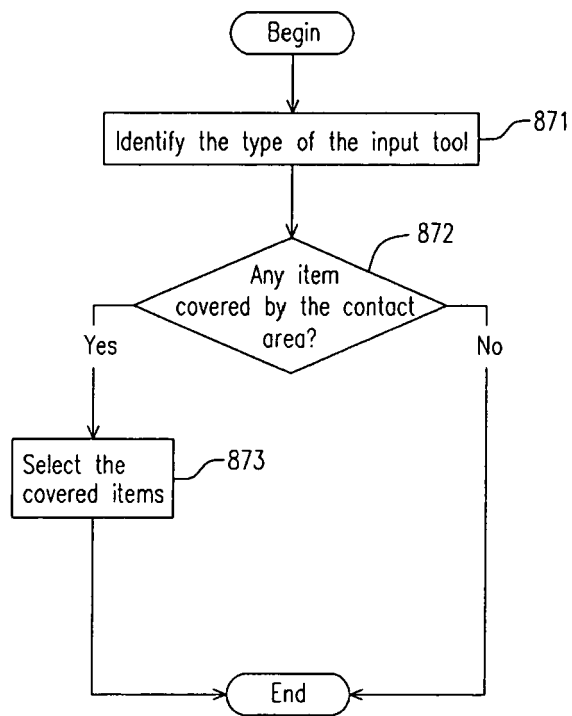 Begin
Identify the type of the input tool
871
872
Any item
covered by the contact
area?
Yes
No
Select the
covered items
873
End